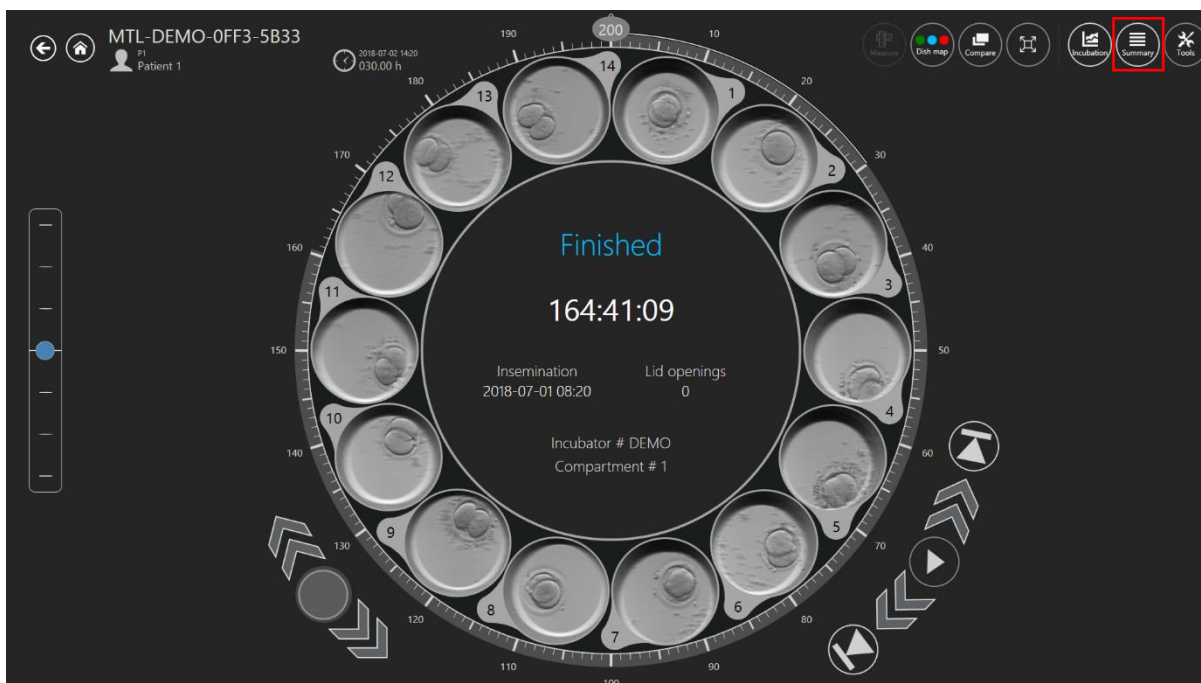 MTL-DEMO-0FF3-5B33
P1
Patient 1
2018-07-02 14:20
030.00 h
Measure
Dish map
Compare
Incubation
Summary
Tools
200
10
20
30
40
50
60
70
80
90
100
110
120
130
140
150
160
170
180
190
1
2
3
4
5
6
7
8
9
10
11
12
13
14
Finished
164:41:09
Insemination
2018-07-01 08:20
Lid openings
0
Incubator # DEMO
Compartment # 1